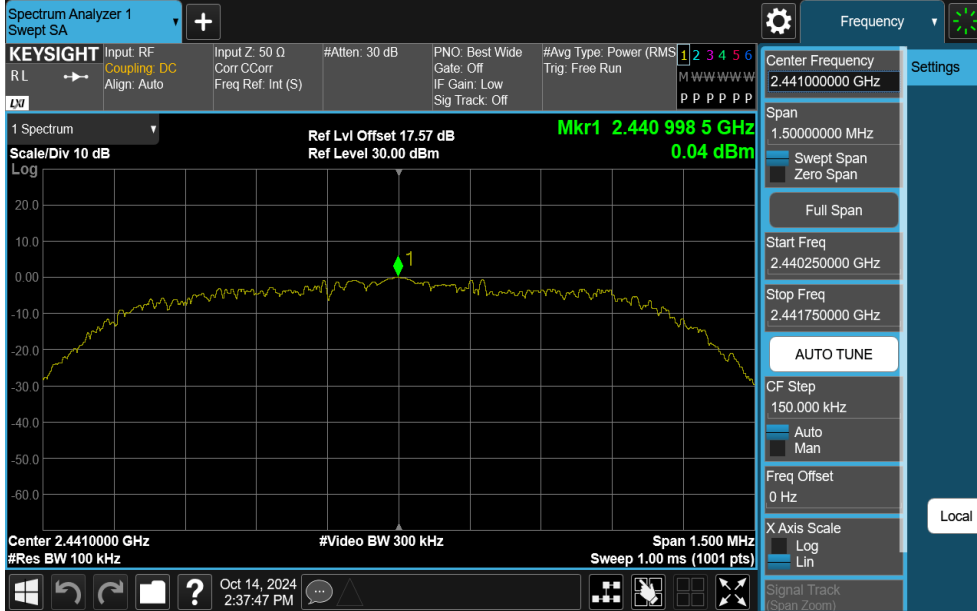 Spectrum Analyzer 1
Swept SA
Frequency
KEYSIGHT
R L
LXI
Input: RF
Coupling: DC
Align: Auto
Input Z: 50 Ω
Corr CCorr
Freq Ref: Int (S)
#Atten: 30 dB
PNO: Best Wide
Gate: Off
IF Gain: Low
Sig Track: Off
#Avg Type: Power (RMS
Trig: Free Run
1 2 3 4 5 6
M W W W W W
P P P P P P
1 Spectrum
Scale/Div 10 dB
Log
Ref Lvl Offset 17.57 dB
Ref Level 30.00 dBm
Mkr1 2.440 998 5 GHz
0.04 dBm
1
20.0
10.0
0.00
-10.0
-20.0
-30.0
-40.0
-50.0
-60.0
Center 2.4410000 GHz
#Res BW 100 kHz
#Video BW 300 kHz
Span 1.500 MHz
Sweep 1.00 ms (1001 pts)
?
Oct 14, 2024
2:37:47 PM
Center Frequency
2.441000000 GHz
Span
1.50000000 MHz
Swept Span
Zero Span
Full Span
Start Freq
2.440250000 GHz
Stop Freq
2.441750000 GHz
AUTO TUNE
CF Step
150.000 kHz
Auto
Man
Freq Offset
0 Hz
X Axis Scale
Log
Lin
Signal Track
(Span Zoom)
Settings
Local